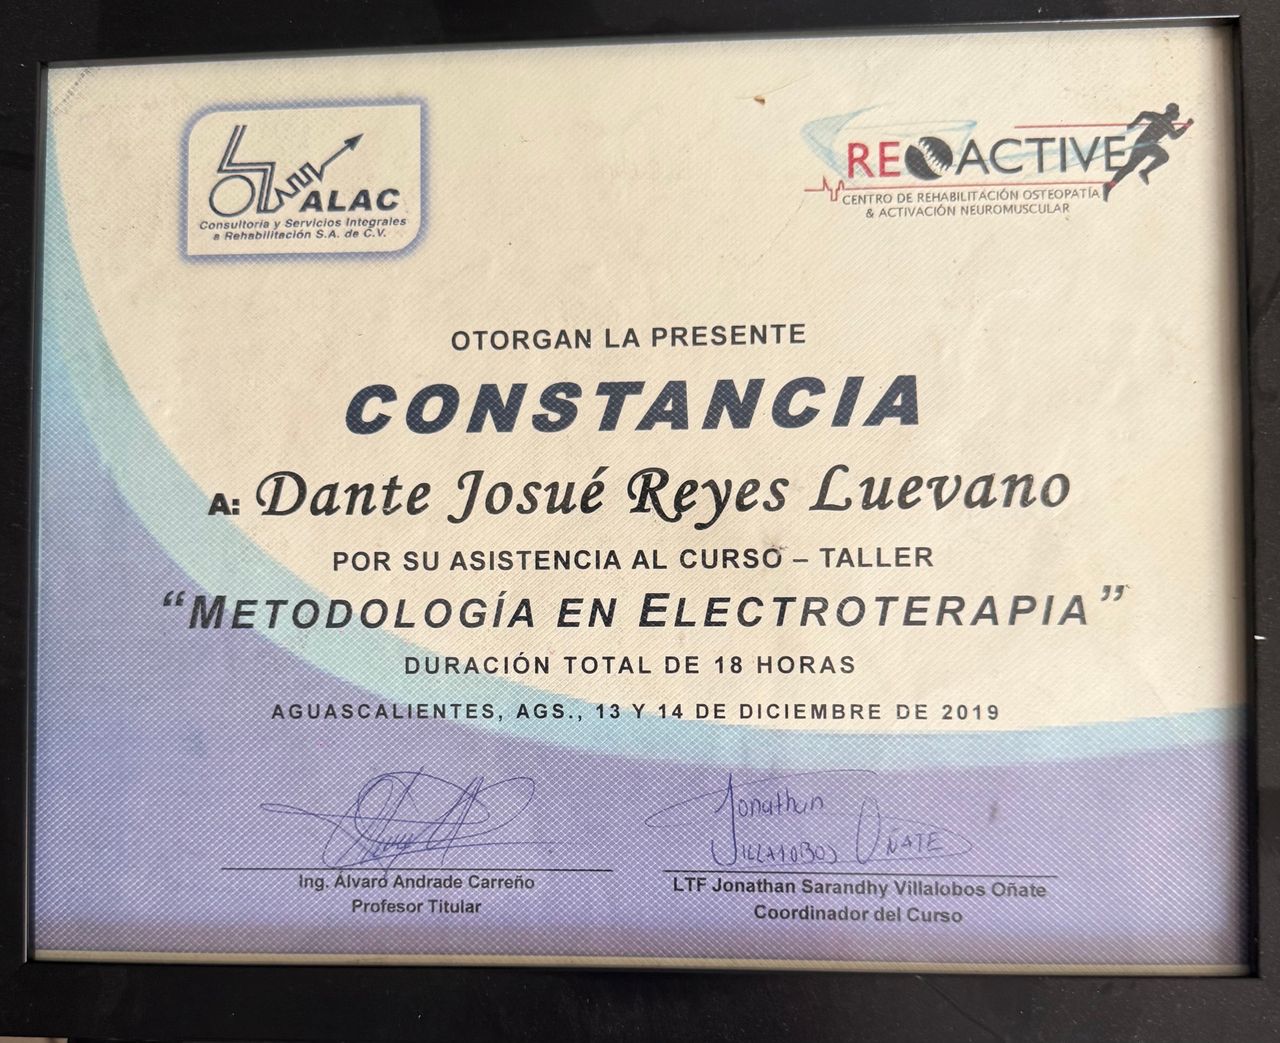 ALAC
Consultoría y Servicios Integrales
a Rehabilitación S.A. de C.V.
REACTIVE
CENTRO DE REHABILITACIÓN OSTEOPATÍA
& ACTIVACIÓN NEUROMUSCULAR
OTORGAN LA PRESENTE
CONSTANCIA
A: Dante Josué Reyes Luevano
POR SU ASISTENCIA AL CURSO – TALLER
“METODOLOGÍA EN ELECTROTERAPIA”
DURACIÓN TOTAL DE 18 HORAS
AGUASCALIENTES, AGS., 13 Y 14 DE DICIEMBRE DE 2019
Jonathan
VILLALOBOS OÑATE
Ing. Álvaro Andrade Carreño
Profesor Titular
LTF Jonathan Sarandhy Villalobos Oñate
Coordinador del Curso